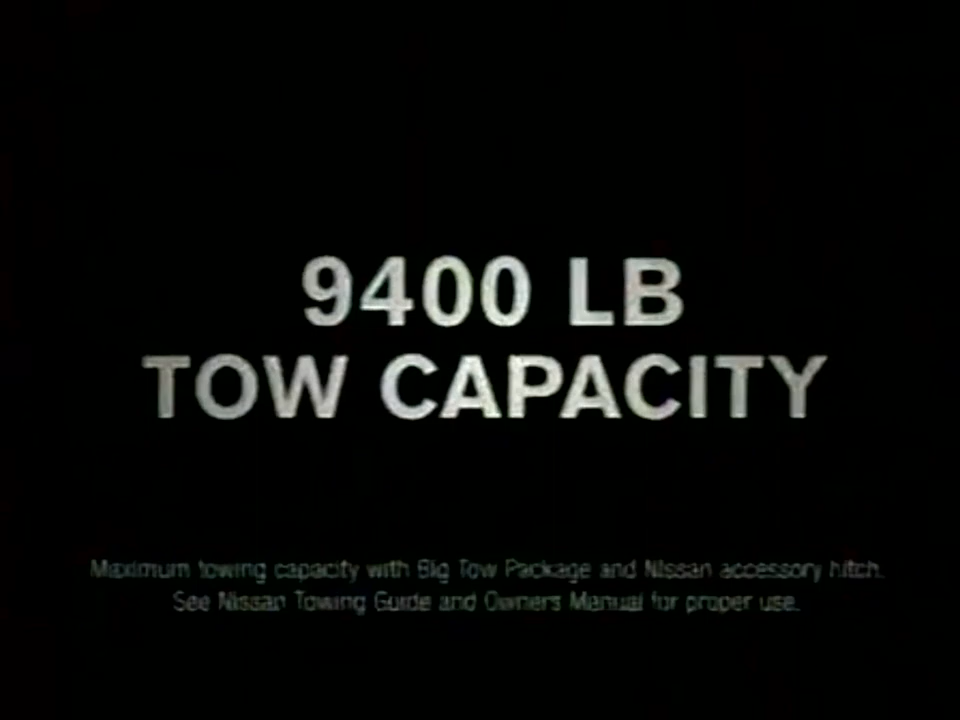 9400 LB
TOW CAPACITY
Maximum towing capacity with Big Tow Package and Nissan accessory hitch.
See Nissan Towing Guide and Owners Manual for proper use.